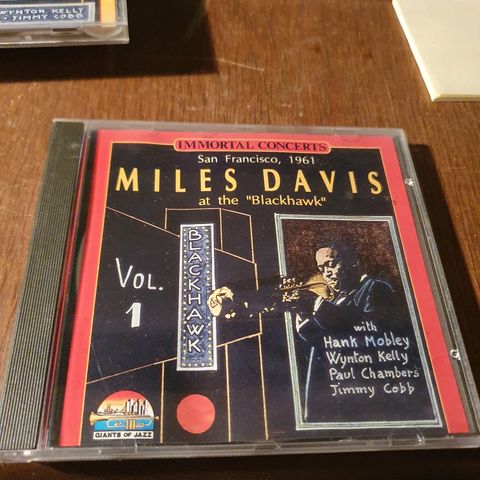 WYNTON KELLY
• JIMMY COBB
IMMORTAL CONCERTS
San Francisco, 1961
MILES DAVIS
at the "Blackhawk"
VOL.
1
BLACKHAWK
with
Hank Mobley
Wynton Kelly
Paul Chambers
Jimmy Cobb
GIANTS OF JAZZ